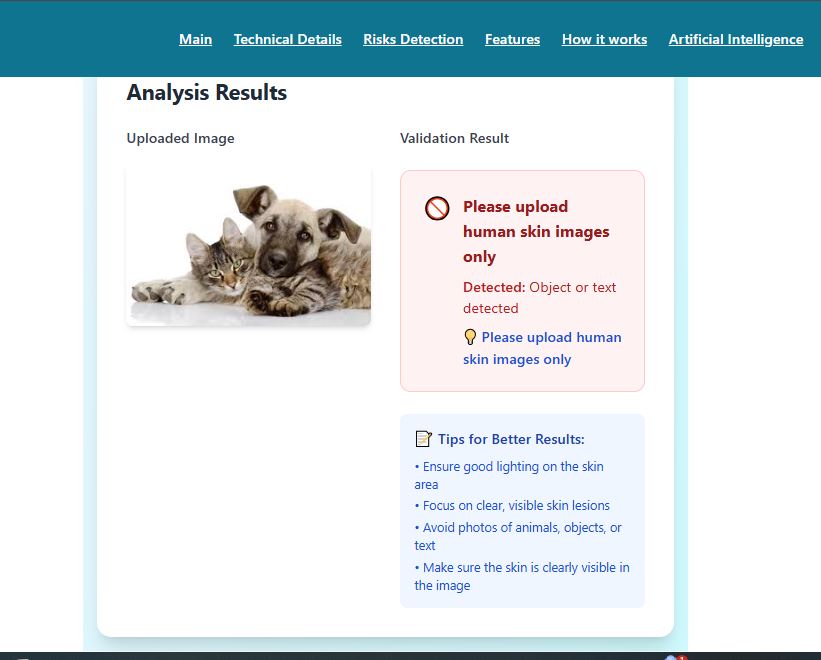 Main Technical Details Risks Detection Features How it works Artificial Intelligence
Analysis Results
Uploaded Image
Validation Result
Please upload
human skin images
only
Detected: Object or text
detected
Please upload human
skin images only
Tips for Better Results:
• Ensure good lighting on the skin
area
• Focus on clear, visible skin lesions
• Avoid photos of animals, objects, or
text
• Make sure the skin is clearly visible in
the image